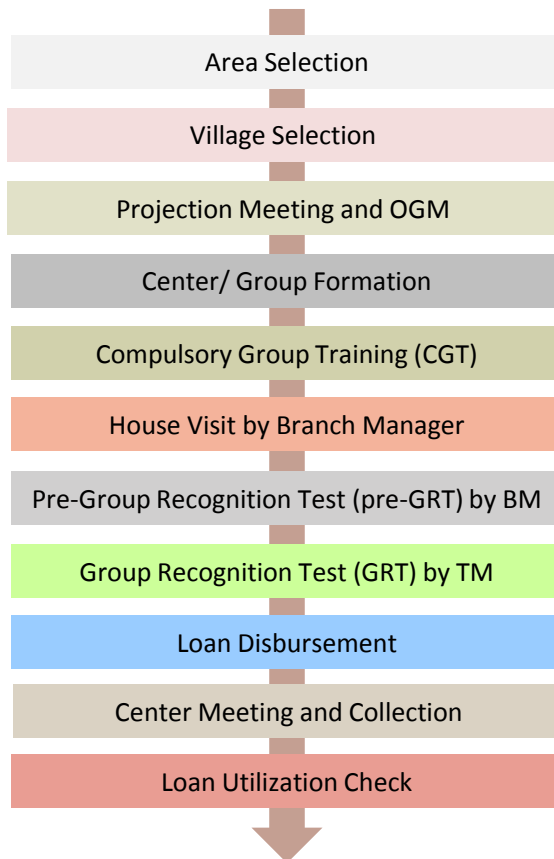 Area Selection
Village Selection
Projection Meeting and OGM
Center/ Group Formation
Compulsory Group Training (CGT)
House Visit by Branch Manager
Pre-Group Recognition Test (pre-GRT) by BM
Group Recognition Test (GRT) by TM
Loan Disbursement
Center Meeting and Collection
Loan Utilization Check